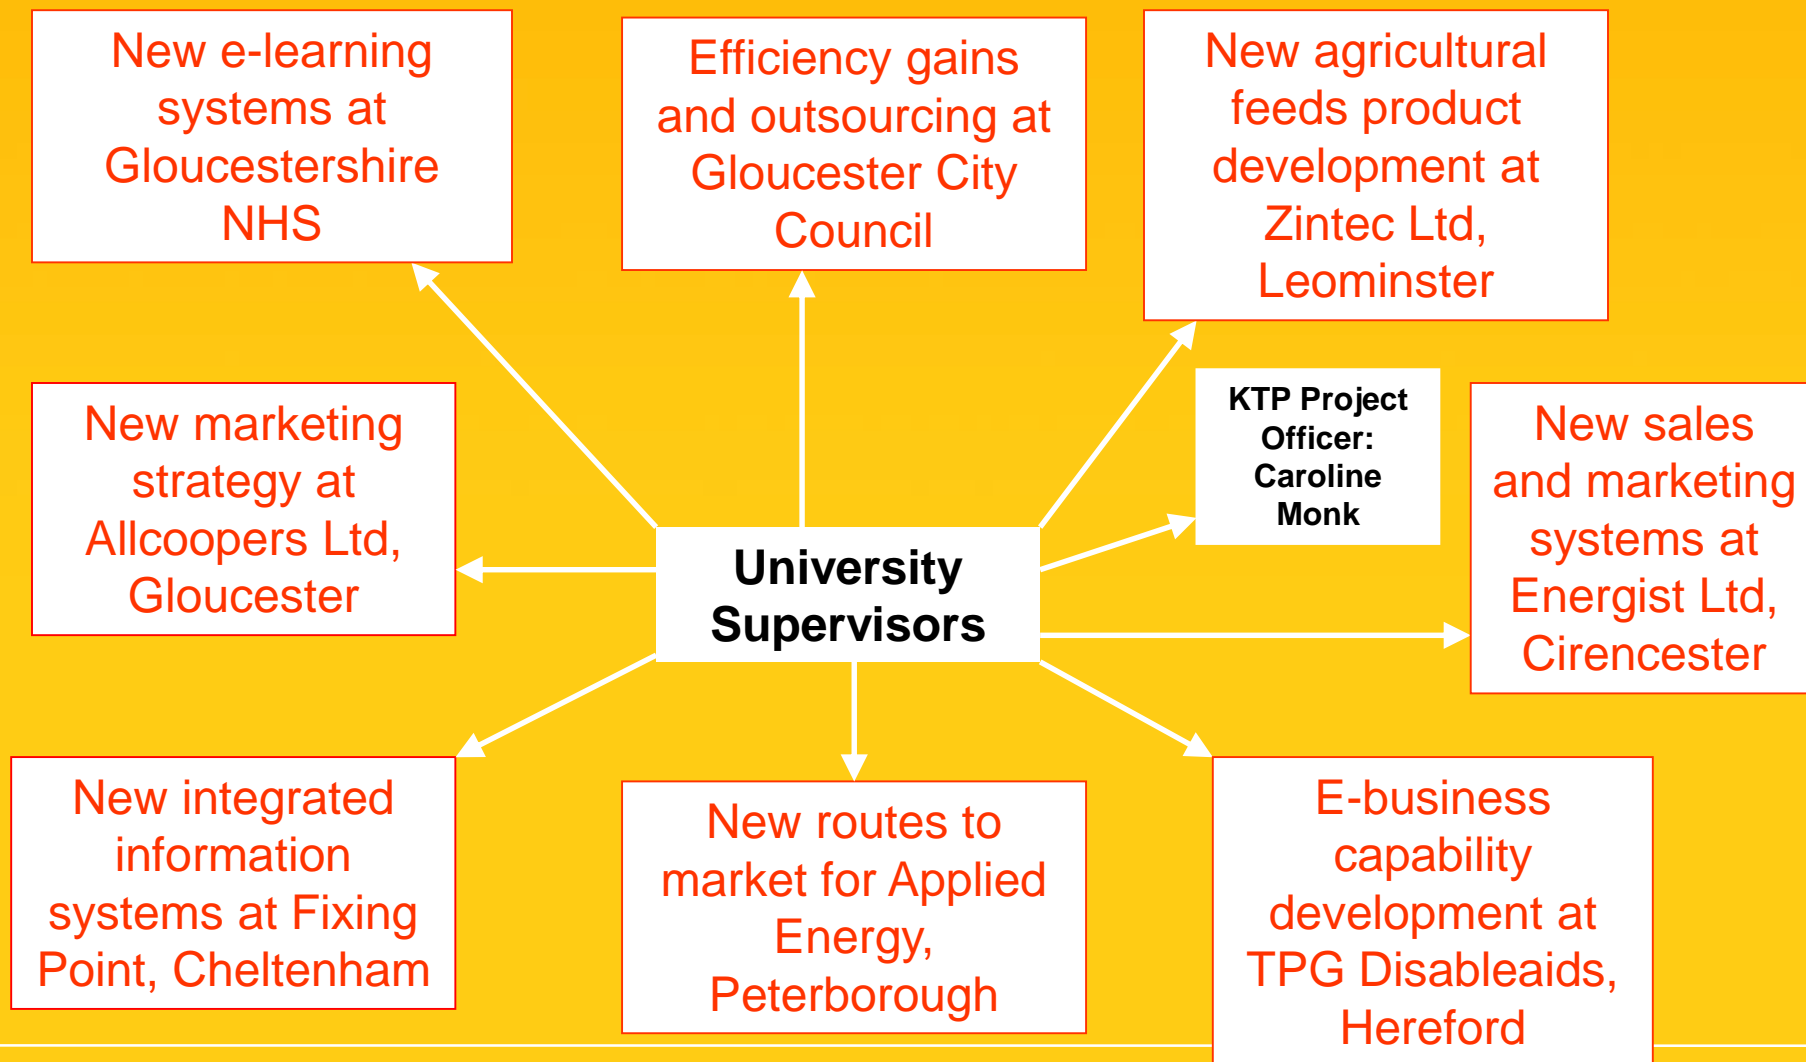 New e-learning
systems at
Gloucestershire
NHS
Efficiency gains
and outsourcing at
Gloucester City
Council
New agricultural
feeds product
development at
Zintec Ltd,
Leominster
New marketing
strategy at
Allcoopers Ltd,
Gloucester
University
Supervisors
KTP Project
Officer:
Caroline
Monk
New sales
and marketing
systems at
Energist Ltd,
Cirencester
New integrated
information
systems at Fixing
Point, Cheltenham
New routes to
market for Applied
Energy,
Peterborough
E-business
capability
development at
TPG Disableaids,
Hereford